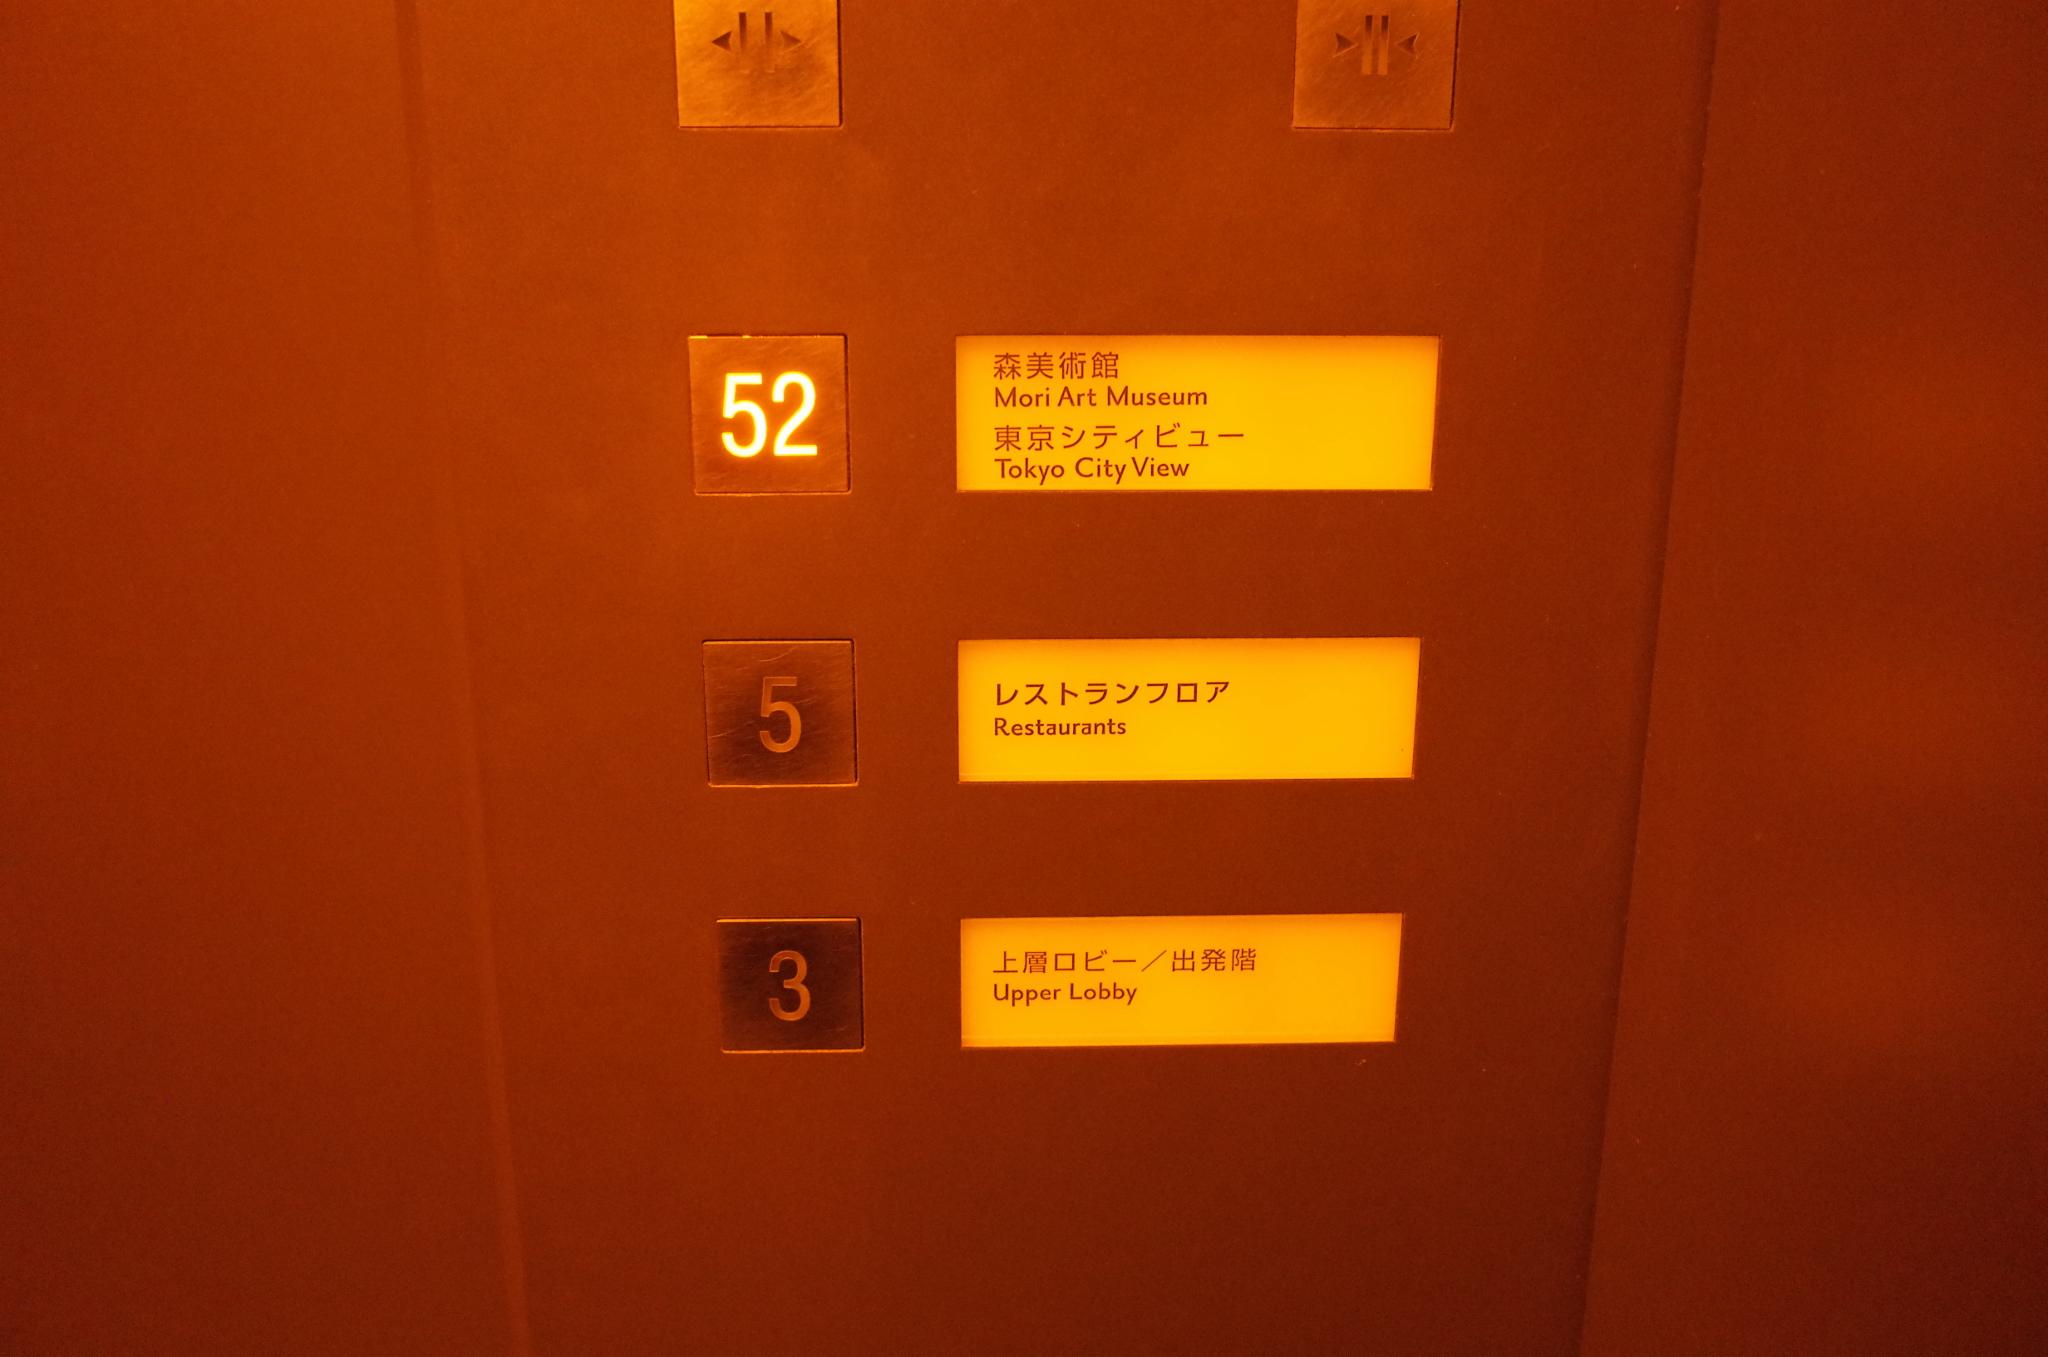 52
森美術館
Mori Art Museum
東京シティビュー
Tokyo City View
5
レストランフロア
Restaurants
3
上層ロビー／出発階
Upper Lobby